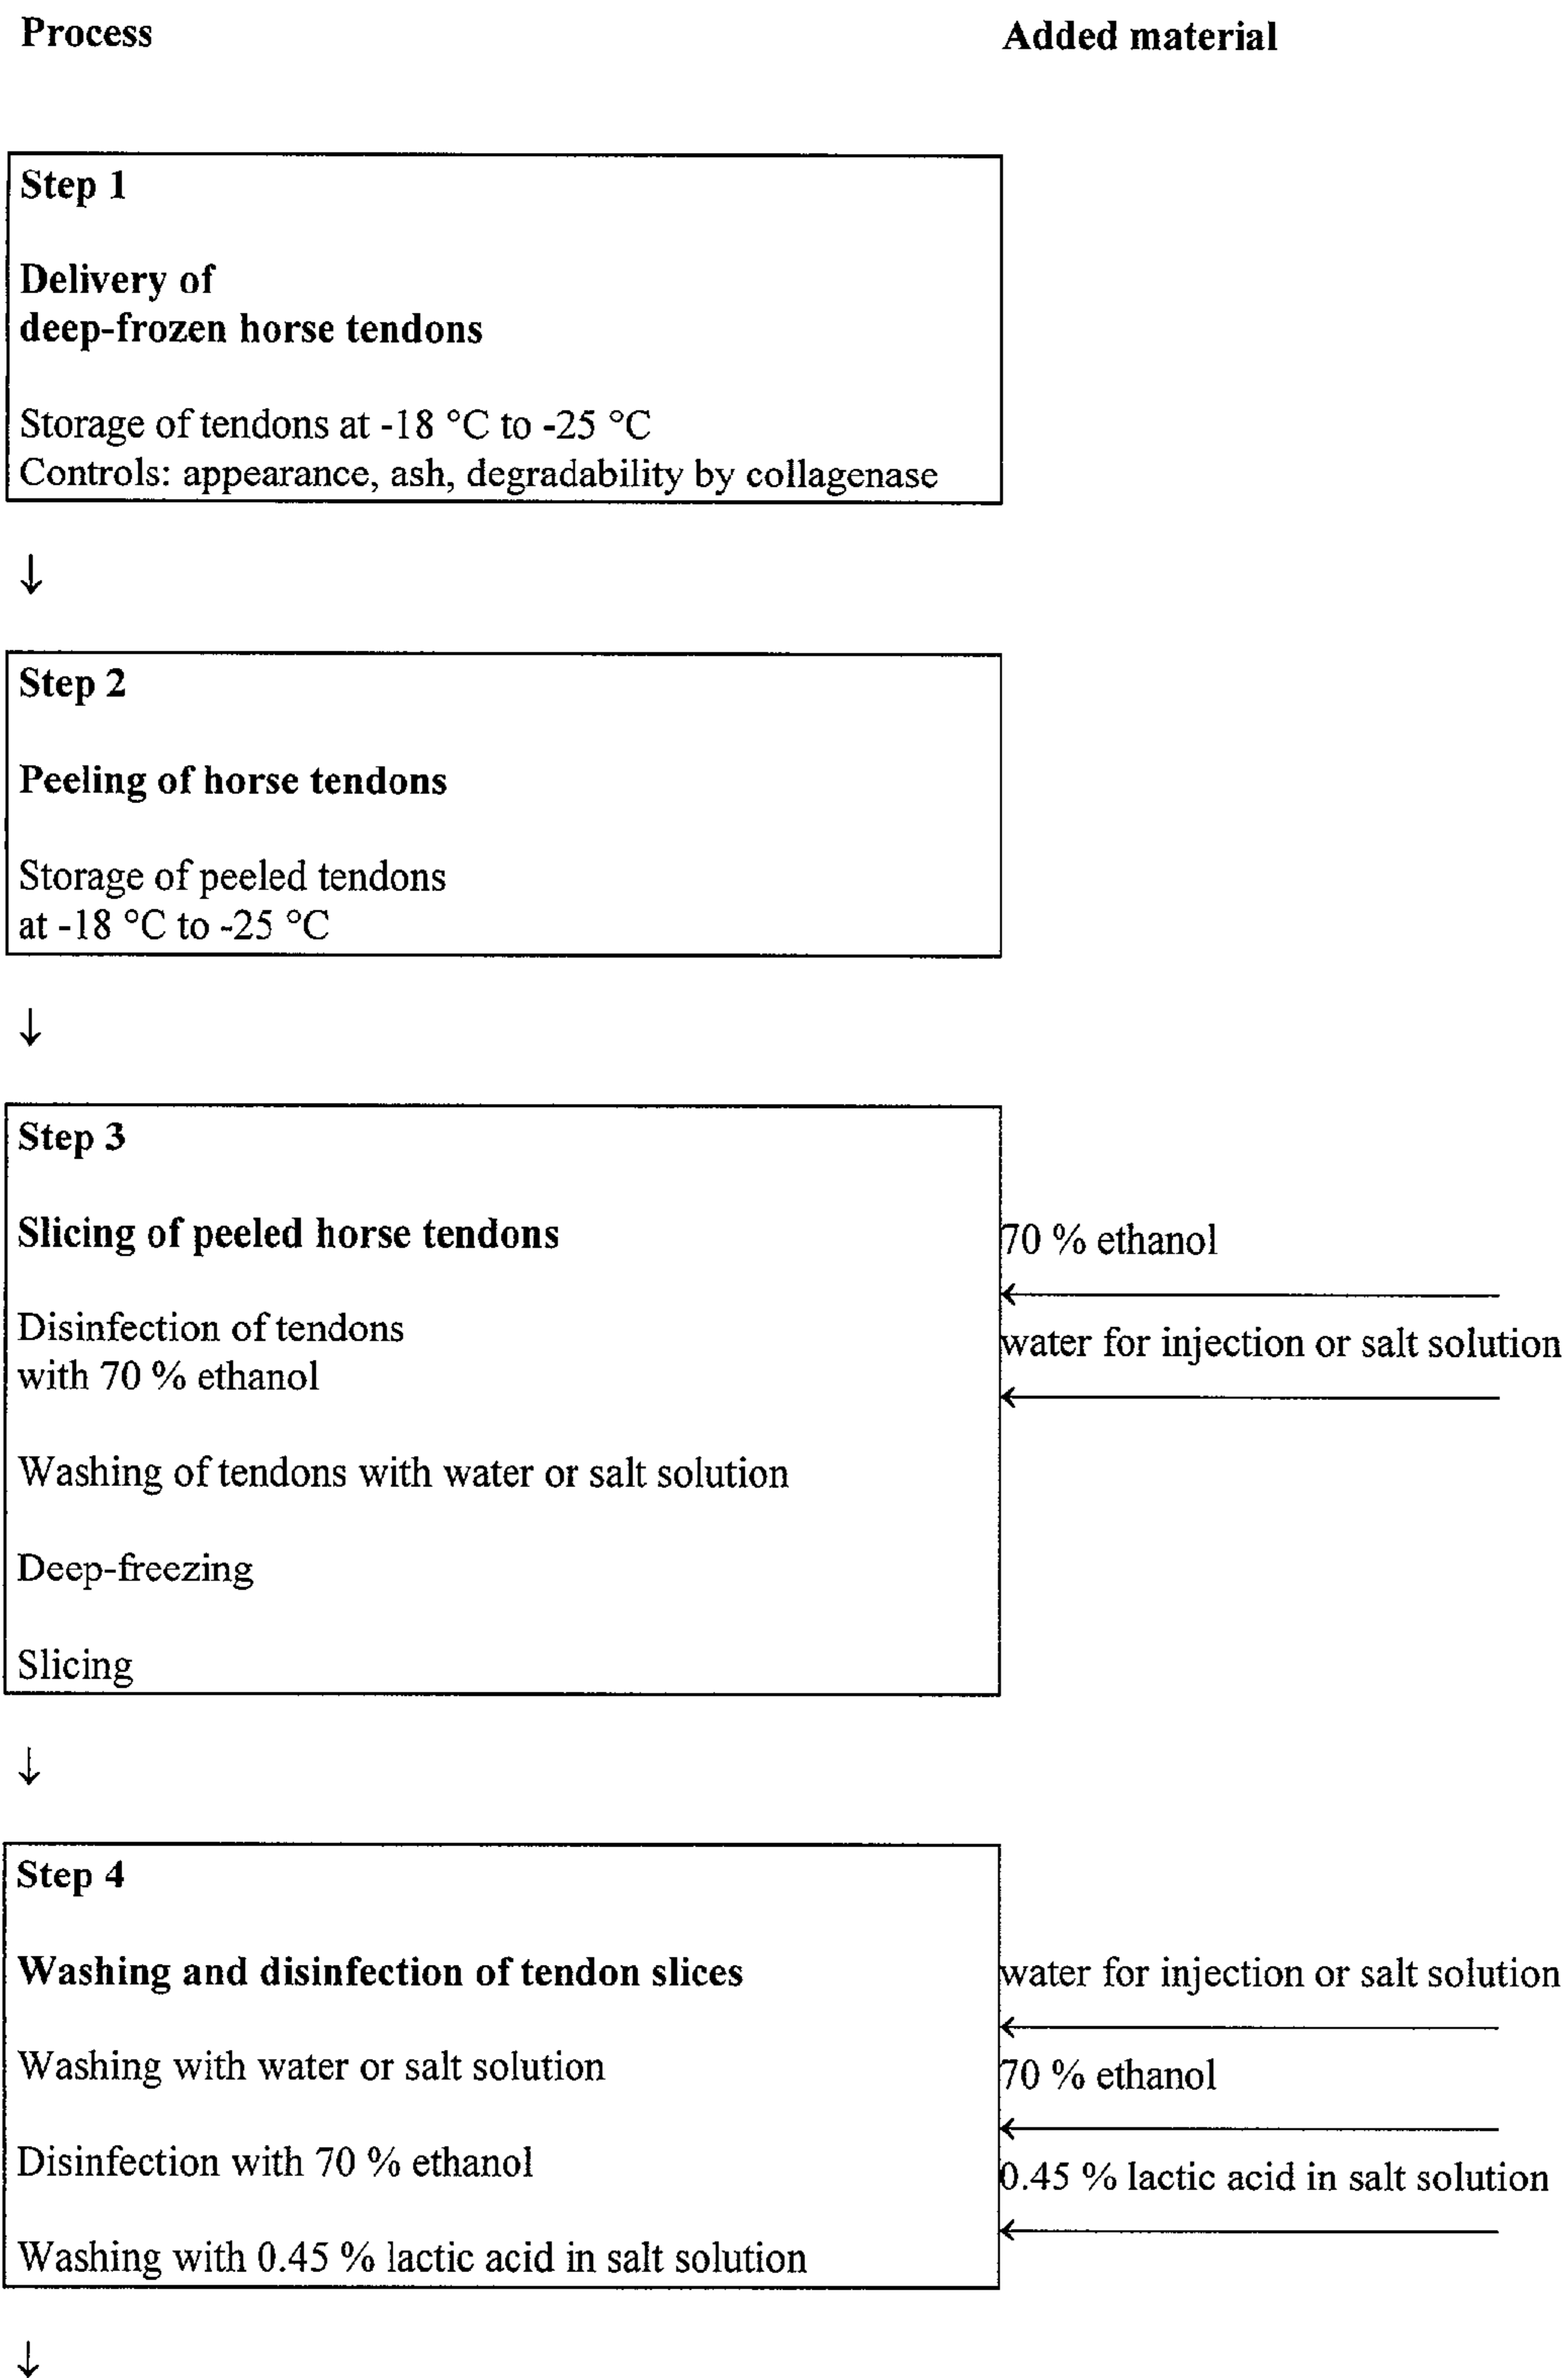 Process
Added material
Step 1
Delivery of
deep-frozen horse tendons
Storage of tendons at -18 °C to -25 °C
Controls: appearance, ash, degradability by collagenase
↓
Step 2
Peeling of horse tendons
Storage of peeled tendons
at -18 °C to -25 °C
↓
Step 3
Slicing of peeled horse tendons
70 % ethanol
Disinfection of tendons
with 70 % ethanol
water for injection or salt solution
Washing of tendons with water or salt solution
Deep-freezing
Slicing
↓
Step 4
Washing and disinfection of tendon slices
water for injection or salt solution
Washing with water or salt solution
70 % ethanol
Disinfection with 70 % ethanol
0.45 % lactic acid in salt solution
Washing with 0.45 % lactic acid in salt solution
↓